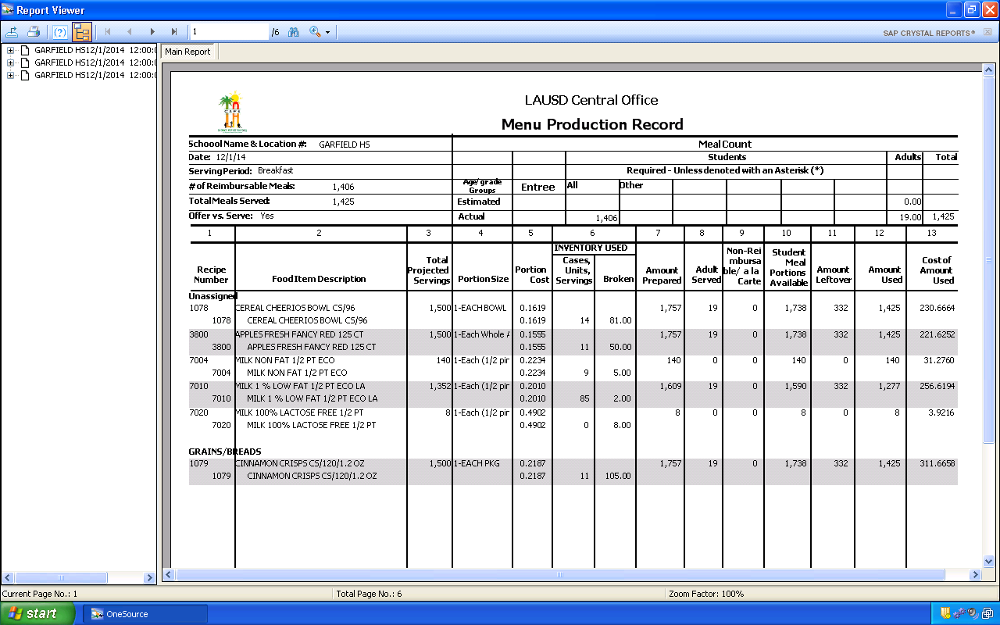 Report Viewer
1 /6 SAP CRYSTAL REPORTS®
GARFIELD HS12/1/2014 12:00:0
GARFIELD HS12/1/2014 12:00:0
GARFIELD HS12/1/2014 12:00:0
Main Report
LAUSD Central Office
Menu Production Record
Schoool Name & Location #: GARFIELD HS Meal Count
Date: 12/1/14 Students Adults Total
Serving Period: Breakfast Required - Unless denoted with an Asterisk (*)
# of Reimbursable Meals: 1,406 Age/grade Groups Entree All Other
Total Meals Served: 1,425 Estimated 0.00
Offer vs. Serve: Yes Actual 1,406 19.00 1,425
1 2 3 4 5 6 7 8 9 10 11 12 13
Recipe Number Food Item Description Total Projected Servings Portion Size Portion Cost INVENTORY USED Cases, Units, Servings Broken Amount Prepared Adult Served Non-Rei mbursa ble/ a la Carte Student Meal Portions Available Amount Leftover Amount Used Cost of Amount Used
Unassigned
1078 CEREAL CHEERIOS BOWL CS/96 1,500 1-EACH BOWL 0.1619 1,757 19 0 1,738 332 1,425 230.6664
1078 CEREAL CHEERIOS BOWL CS/96 0.1619 14 81.00
3800 APPLES FRESH FANCY RED 125 CT 1,500 1-Each Whole A 0.1555 1,757 19 0 1,738 332 1,425 221.6252
3800 APPLES FRESH FANCY RED 125 CT 0.1555 11 50.00
7004 MILK NON FAT 1/2 PT ECO 140 1-Each (1/2 pin 0.2234 140 0 0 140 0 140 31.2760
7004 MILK NON FAT 1/2 PT ECO 0.2234 9 5.00
7010 MILK 1 % LOW FAT 1/2 PT ECO LA 1,352 1-Each (1/2 pin 0.2010 1,609 19 0 1,590 332 1,277 256.6194
7010 MILK 1 % LOW FAT 1/2 PT ECO LA 0.2010 85 2.00
7020 MILK 100% LACTOSE FREE 1/2 PT 8 1-Each (1/2 pin 0.4902 8 0 0 8 0 8 3.9216
7020 MILK 100% LACTOSE FREE 1/2 PT 0.4902 0 8.00
GRAINS/BREADS
1079 CINNAMON CRISPS CS/120/1.2 OZ 1,500 1-EACH PKG 0.2187 1,757 19 0 1,738 332 1,425 311.6658
1079 CINNAMON CRISPS CS/120/1.2 OZ 0.2187 11 105.00
Current Page No.: 1 Total Page No.: 6 Zoom Factor: 100%
start OneSource